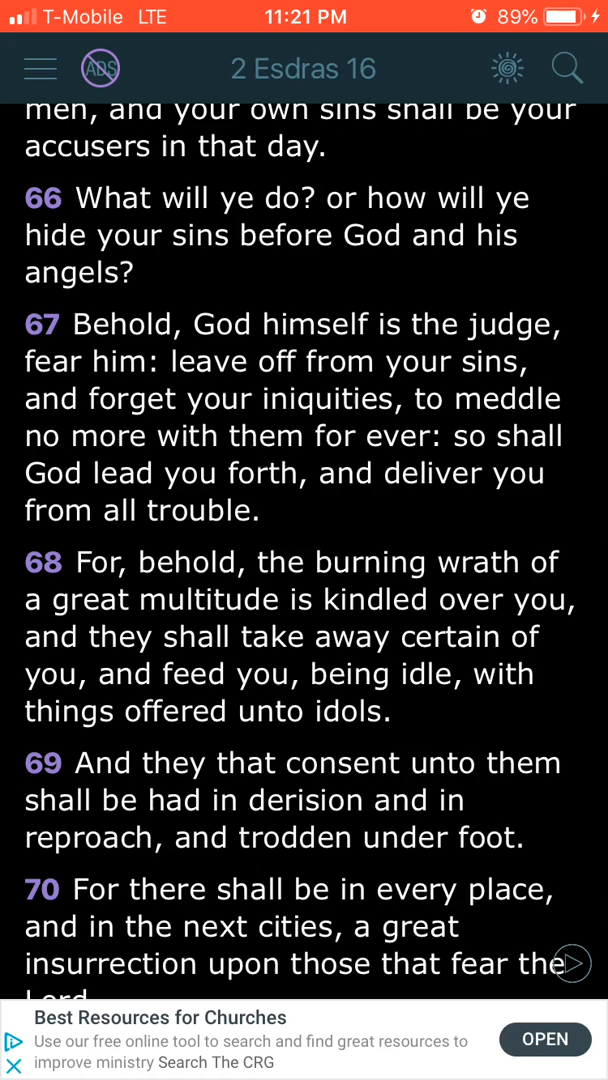 T-Mobile LTE 11:21 PM 89%
ADS 2 Esdras 16
men, and your own sins shall be your
accusers in that day.
66 What will ye do? or how will ye
hide your sins before God and his
angels?
67 Behold, God himself is the judge,
fear him: leave off from your sins,
and forget your iniquities, to meddle
no more with them for ever: so shall
God lead you forth, and deliver you
from all trouble.
68 For, behold, the burning wrath of
a great multitude is kindled over you,
and they shall take away certain of
you, and feed you, being idle, with
things offered unto idols.
69 And they that consent unto them
shall be had in derision and in
reproach, and trodden under foot.
70 For there shall be in every place,
and in the next cities, a great
insurrection upon those that fear the
Lord
Best Resources for Churches
Use our free online tool to search and find great resources to
improve ministry Search The CRG
OPEN